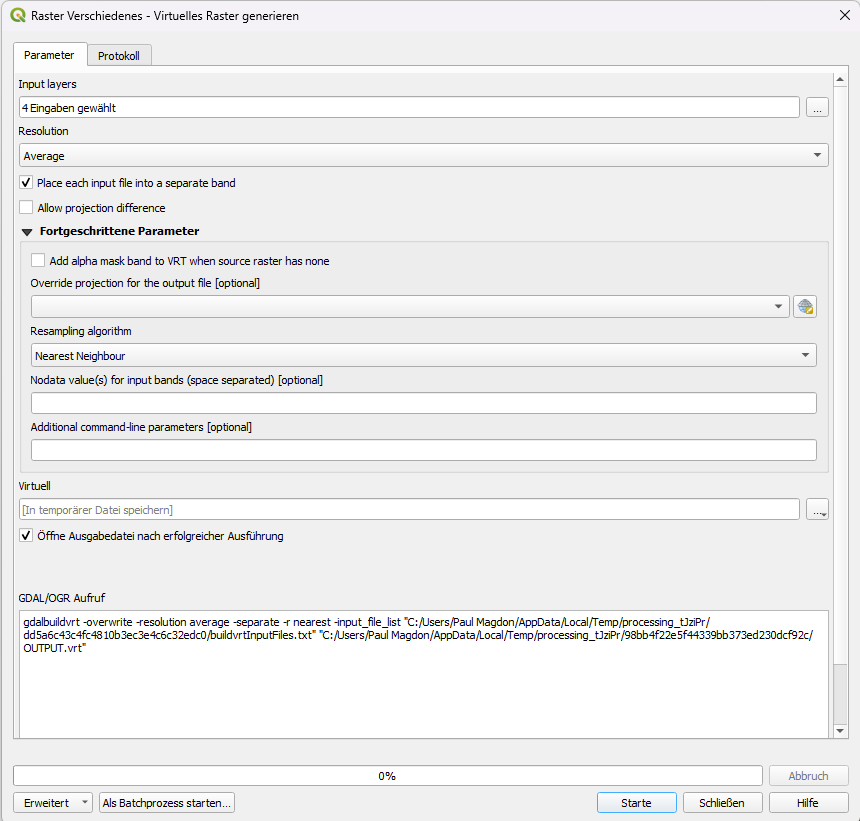 Raster Verschiedenes - Virtuelles Raster generieren
Parameter
Protokoll
Input layers
4 Eingaben gewählt
...
Resolution
Average
Place each input file into a separate band
Allow projection difference
Fortgeschrittene Parameter
Add alpha mask band to VRT when source raster has none
Override projection for the output file [optional]
Resampling algorithm
Nearest Neighbour
Nodata value(s) for input bands (space separated) [optional]
Additional command-line parameters [optional]
Virtuell
[In temporärer Datei speichern]
...
Öffne Ausgabedatei nach erfolgreicher Ausführung
GDAL/OGR Aufruf
gdalbuildvrt -overwrite -resolution average -separate -r nearest -input_file_list "C:/Users/Paul Magdon/AppData/Local/Temp/processing_tJziPr/
dd5a6c43c4fc4810b3ec3e4c6c32edc0/buildvrtInputFiles.txt" "C:/Users/Paul Magdon/AppData/Local/Temp/processing_tJziPr/98bb4f22e5f44339bb373ed230dcf92c/
OUTPUT.vrt"
0%
Abbruch
Erweitert
Als Batchprozess starten...
Starte
Schließen
Hilfe